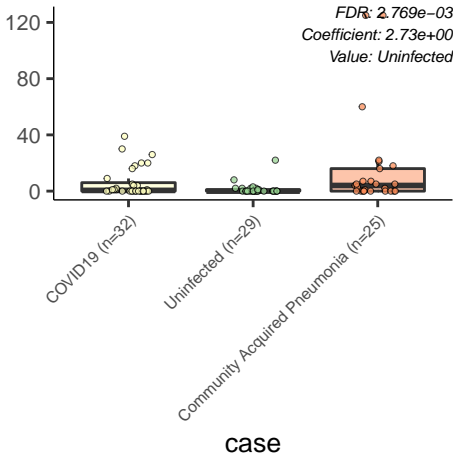 FDR: 2.769e−03
Coefficient: 2.73e+00
Value: Uninfected
120
80
40
0
COVID19 (n=32)
Uninfected (n=29)
Community Acquired Pneumonia (n=25)
case